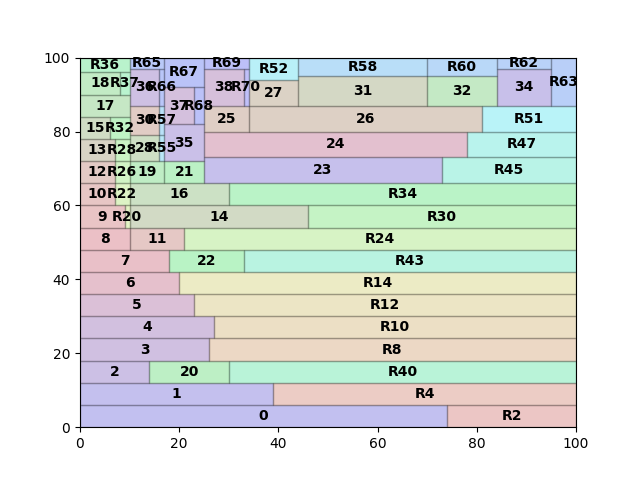 100
R36 R65 R67 R69 R52 R58 R60 R62 R63
18 R37 36 R66 37 R68 38 R70 27 31 32 34
17 30 R57 25 26 R51
80
15 R32 28 R55 35 24 R47
13 R28
12 R26 19 21 23 R45
10 R22 16 R34
60
9 R20 14 R30
8 11 R24
7 22 R43
40
6 R14
5 R12
4 R10
3 R8
20
2 20 R40
1 R4
0 R2
0
0 20 40 60 80 100